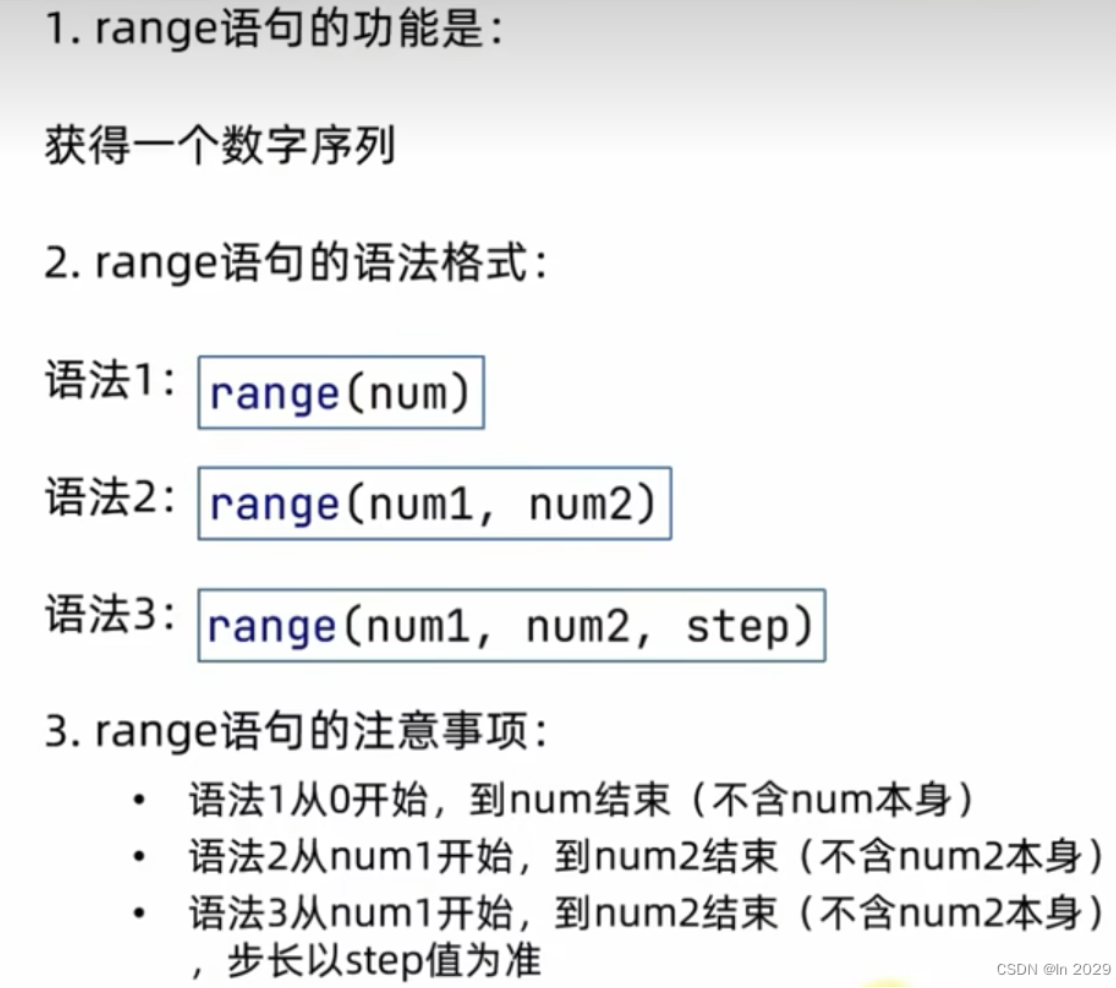 1. range语句的功能是：
获得一个数字序列
2. range语句的语法格式：
语法1： range(num)
语法2： range(num1, num2)
语法3： range(num1, num2, step)
3. range语句的注意事项：
• 语法1从0开始，到num结束（不含num本身）
• 语法2从num1开始，到num2结束（不含num2本身）
• 语法3从num1开始，到num2结束（不含num2本身）
，步长以step值为准
CSDN @ln 2029